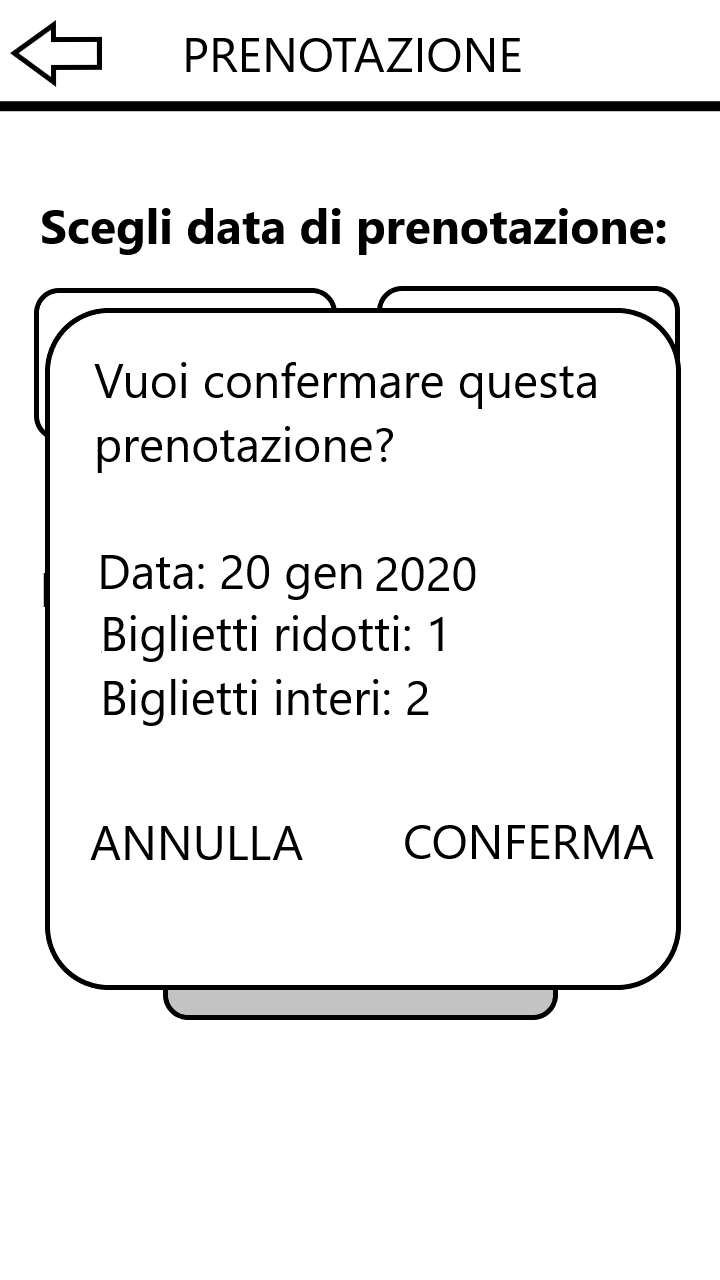 PRENOTAZIONE
Scegli data di prenotazione:
Vuoi confermare questa
prenotazione?
Data: 20 gen 2020
Biglietti ridotti: 1
Biglietti interi: 2
ANNULLA CONFERMA